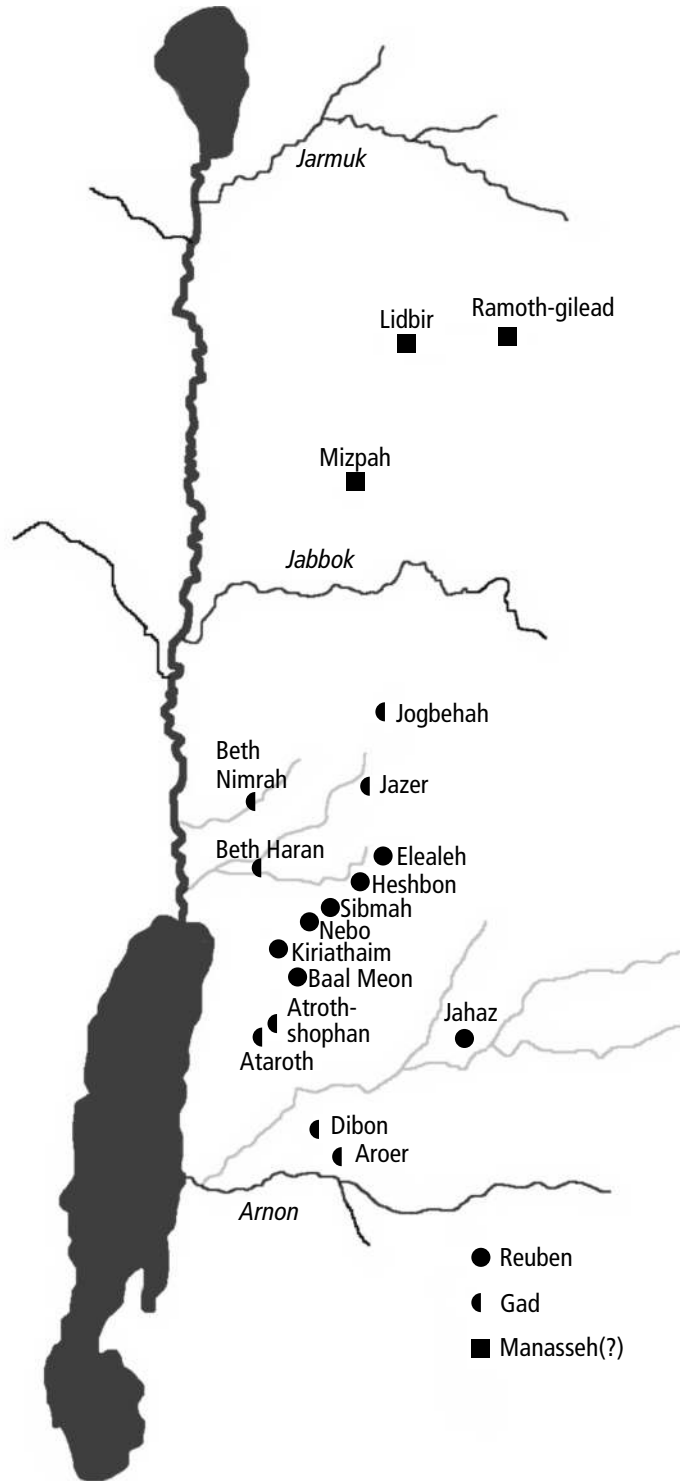 Jarmuk
Ramoth-gilead
Lidbir
Mizpah
Jabbok
Jogbehah
Beth
Nimrah
Jazer
Beth Haran
Elealeh
Heshbon
Sibmah
Nebo
Kiriathaim
Baal Meon
Atroth-
shophan
Jahaz
Ataroth
Dibon
Aroer
Arnon
Reuben
Gad
Manasseh(?)